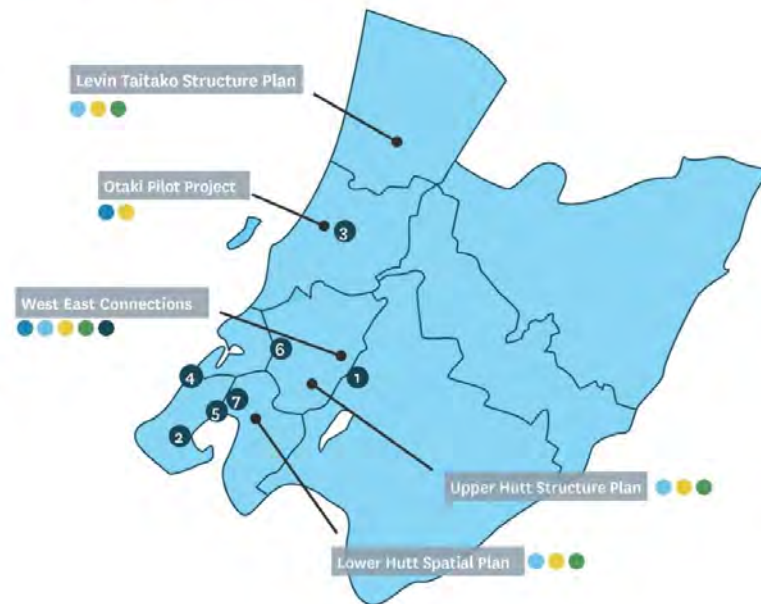 Levin Taitako Structure Plan
Otaki Pilot Project
3
West East Connections
6
1
4
7
5
2
Upper Hutt Structure Plan
Lower Hutt Spatial Plan